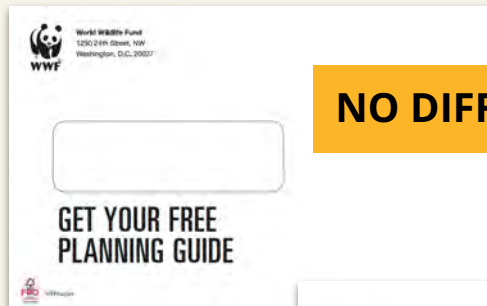 World Wildlife Fund
1250 24th Street, NW
Washington, D.C. 20037
WWF
NO DIFF
GET YOUR FREE
PLANNING GUIDE